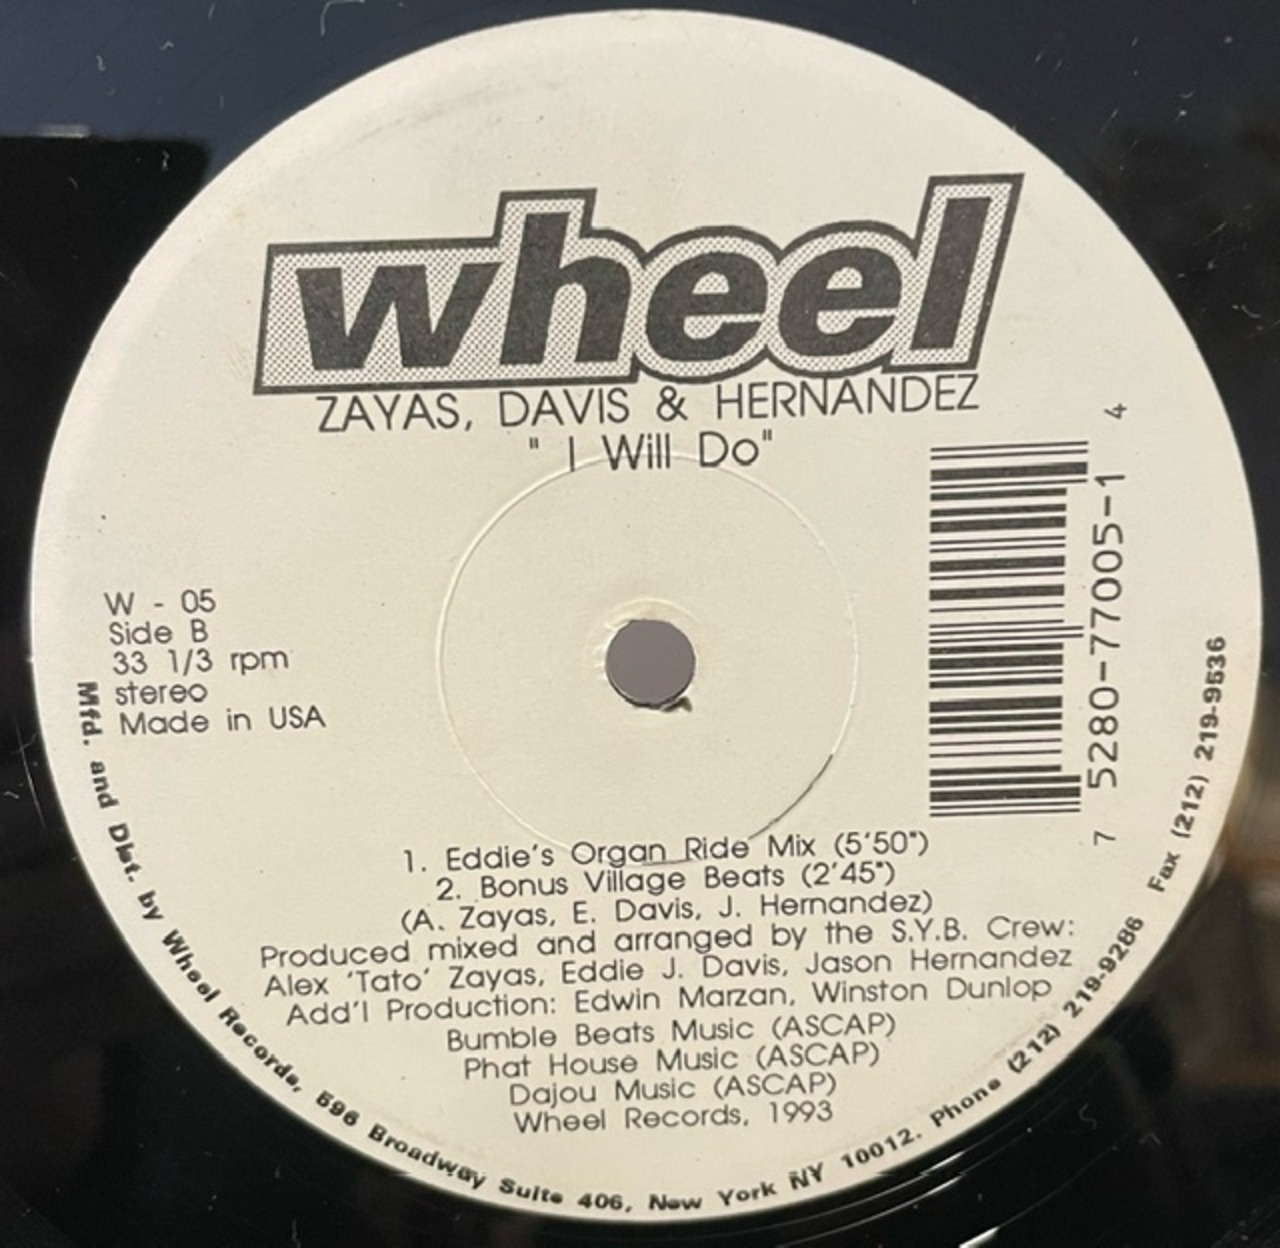 wheel
ZAYAS, DAVIS & HERNANDEZ
" I Will Do"
W - 05
Side B
33 1/3 rpm
stereo
Made in USA
7 5280-77005-1 4
1. Eddie's Organ Ride Mix (5'50")
2. Bonus Village Beats (2'45")
(A. Zayas, E. Davis, J. Hernandez)
Produced mixed and arranged by the S.Y.B. Crew:
Alex 'Tato' Zayas, Eddie J. Davis, Jason Hernandez
Add'l Production: Edwin Marzan, Winston Dunlop
Bumble Beats Music (ASCAP)
Phat House Music (ASCAP)
Dajou Music (ASCAP)
Wheel Records, 1993
Mfd. and Dist. by Wheel Records, 596 Broadway Suite 406, New York NY 10012. Phone (212) 219-9286 Fax (212) 219-9536